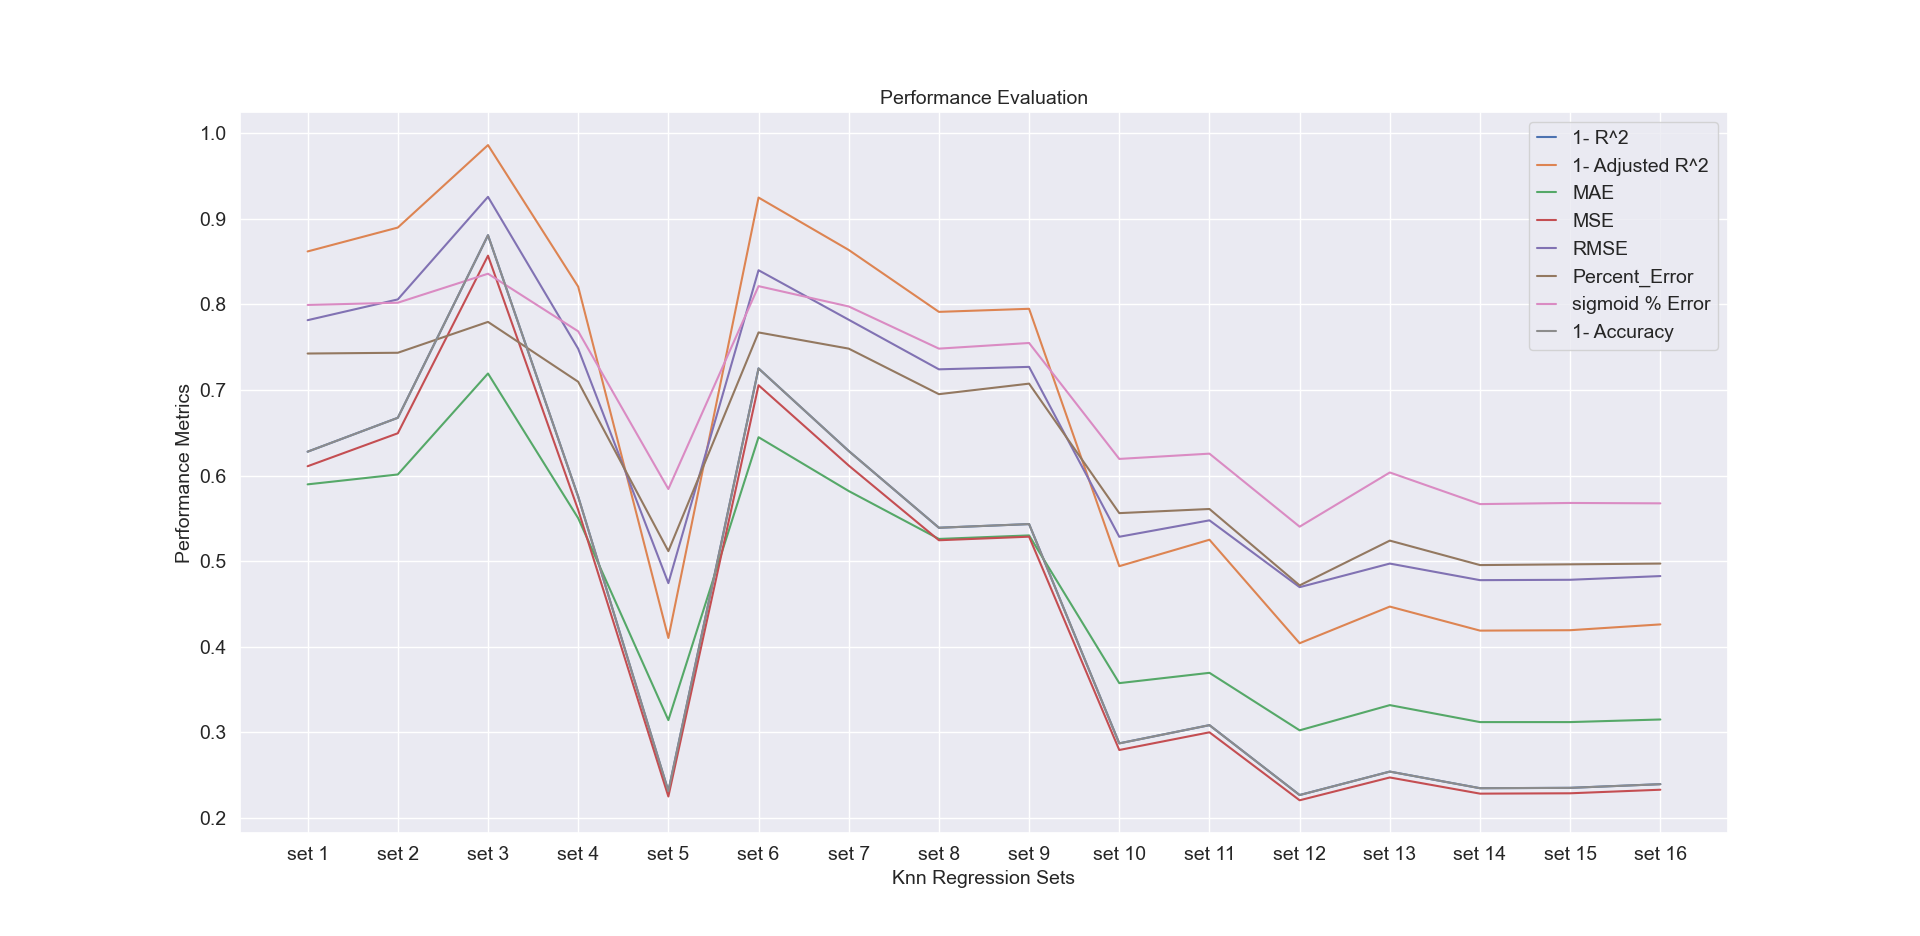 Performance Evaluation
1.0
0.9
0.8
0.7
0.6
0.5
0.4
0.3
0.2
Performance Metrics
1- R^2
1- Adjusted R^2
MAE
MSE
RMSE
Percent_Error
sigmoid % Error
1- Accuracy
set 1 set 2 set 3 set 4 set 5 set 6 set 7 set 8 set 9 set 10 set 11 set 12 set 13 set 14 set 15 set 16
Knn Regression Sets